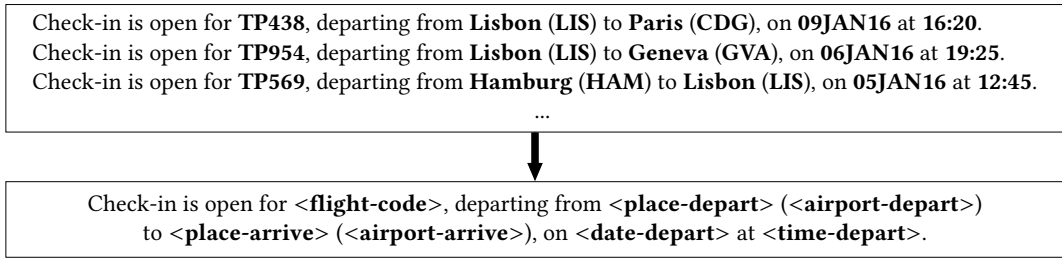 Check-in is open for TP438, departing from Lisbon (LIS) to Paris (CDG), on 09JAN16 at 16:20.
Check-in is open for TP954, departing from Lisbon (LIS) to Geneva (GVA), on 06JAN16 at 19:25.
Check-in is open for TP569, departing from Hamburg (HAM) to Lisbon (LIS), on 05JAN16 at 12:45.
...
Check-in is open for <flight-code>, departing from <place-depart> (<airport-depart>)
to <place-arrive> (<airport-arrive>), on <date-depart> at <time-depart>.